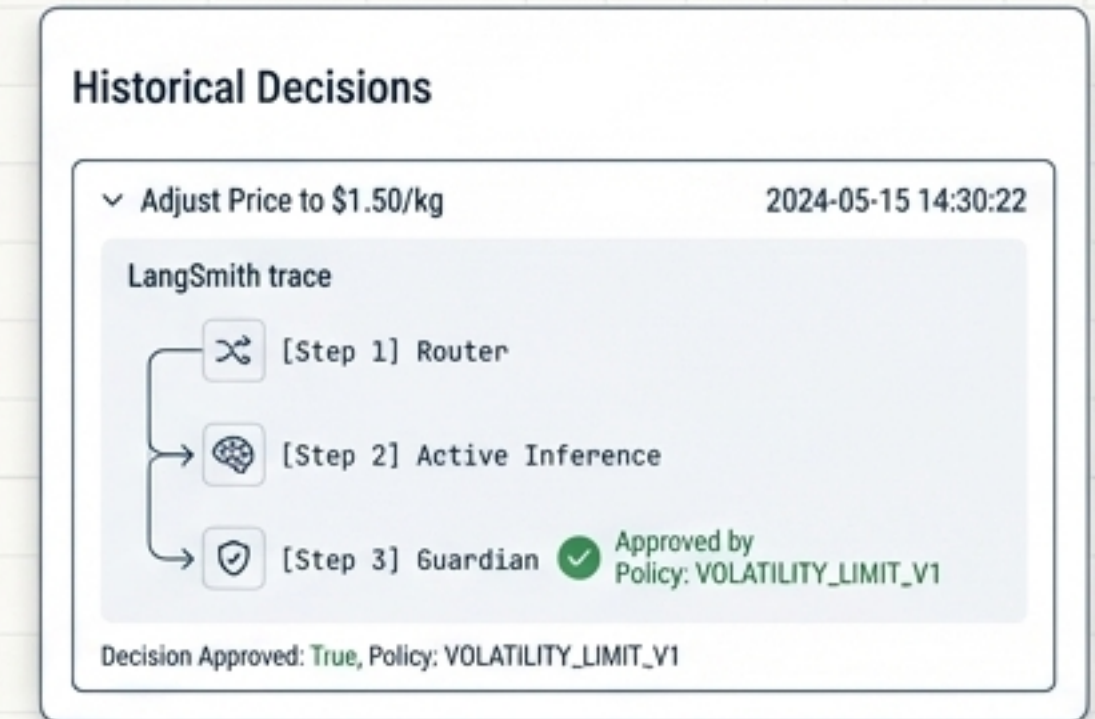 Historical Decisions
Adjust Price to $1.50/kg
2024-05-15 14:30:22
LangSmith trace
[Step 1] Router
[Step 2] Active Inference
[Step 3] Guardian
Approved by
Policy: VOLATILITY_LIMIT_V1
Decision Approved: True, Policy: VOLATILITY_LIMIT_V1